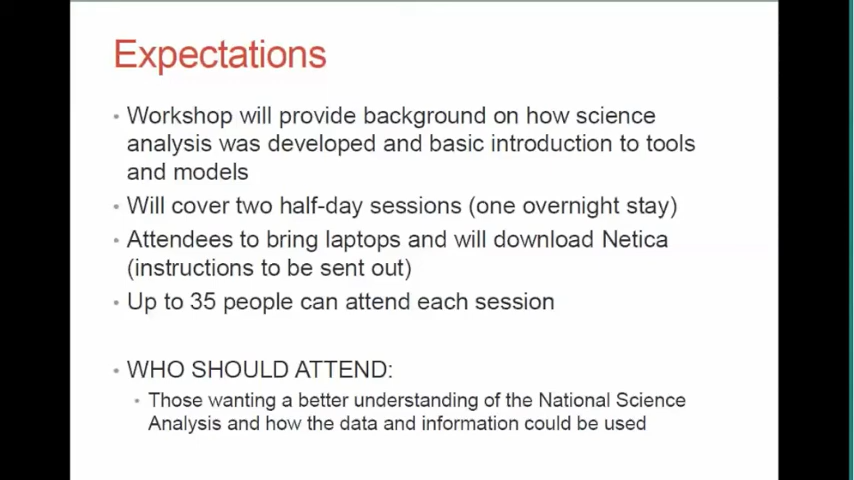 Expectations
• Workshop will provide background on how science
analysis was developed and basic introduction to tools
and models
• Will cover two half-day sessions (one overnight stay)
• Attendees to bring laptops and will download Netica
(instructions to be sent out)
• Up to 35 people can attend each session
• WHO SHOULD ATTEND:
• Those wanting a better understanding of the National Science
Analysis and how the data and information could be used